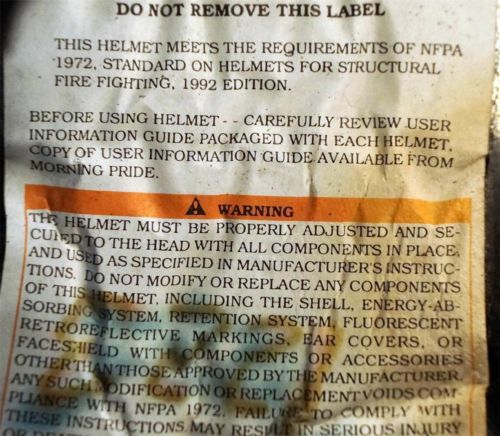 DO NOT REMOVE THIS LABEL
THIS HELMET MEETS THE REQUIREMENTS OF NFPA
1972, STANDARD ON HELMETS FOR STRUCTURAL
FIRE FIGHTING, 1992 EDITION.
BEFORE USING HELMET - - CAREFULLY REVIEW USER
INFORMATION GUIDE PACKAGED WITH EACH HELMET,
COPY OF USER INFORMATION GUIDE AVAILABLE FROM
MORNING PRIDE.
WARNING
THE HELMET MUST BE PROPERLY ADJUSTED AND SE-
CURED TO THE HEAD WITH ALL COMPONENTS IN PLACE,
AND USED AS SPECIFIED IN MANUFACTURER'S INSTRUC-
TIONS. DO NOT MODIFY OR REPLACE ANY COMPONENTS
OF THIS HELMET, INCLUDING THE SHELL, ENERGY-AB-
SORBING SYSTEM, RETENTION SYSTEM, FLUORESCENT
RETROREFLECTIVE MARKINGS, EAR COVERS, OR
FACESHIELD WITH COMPONENTS OR ACCESSORIES
OTHER THAN THOSE APPROVED BY THE MANUFACTURER.
ANY SUCH MODIFICATION OR REPLACEMENT VOIDS COM-
PLIANCE WITH NFPA 1972. FAILURE TO COMPLY WITH
THESE INSTRUCTIONS MAY RESULT IN SERIOUS INJURY